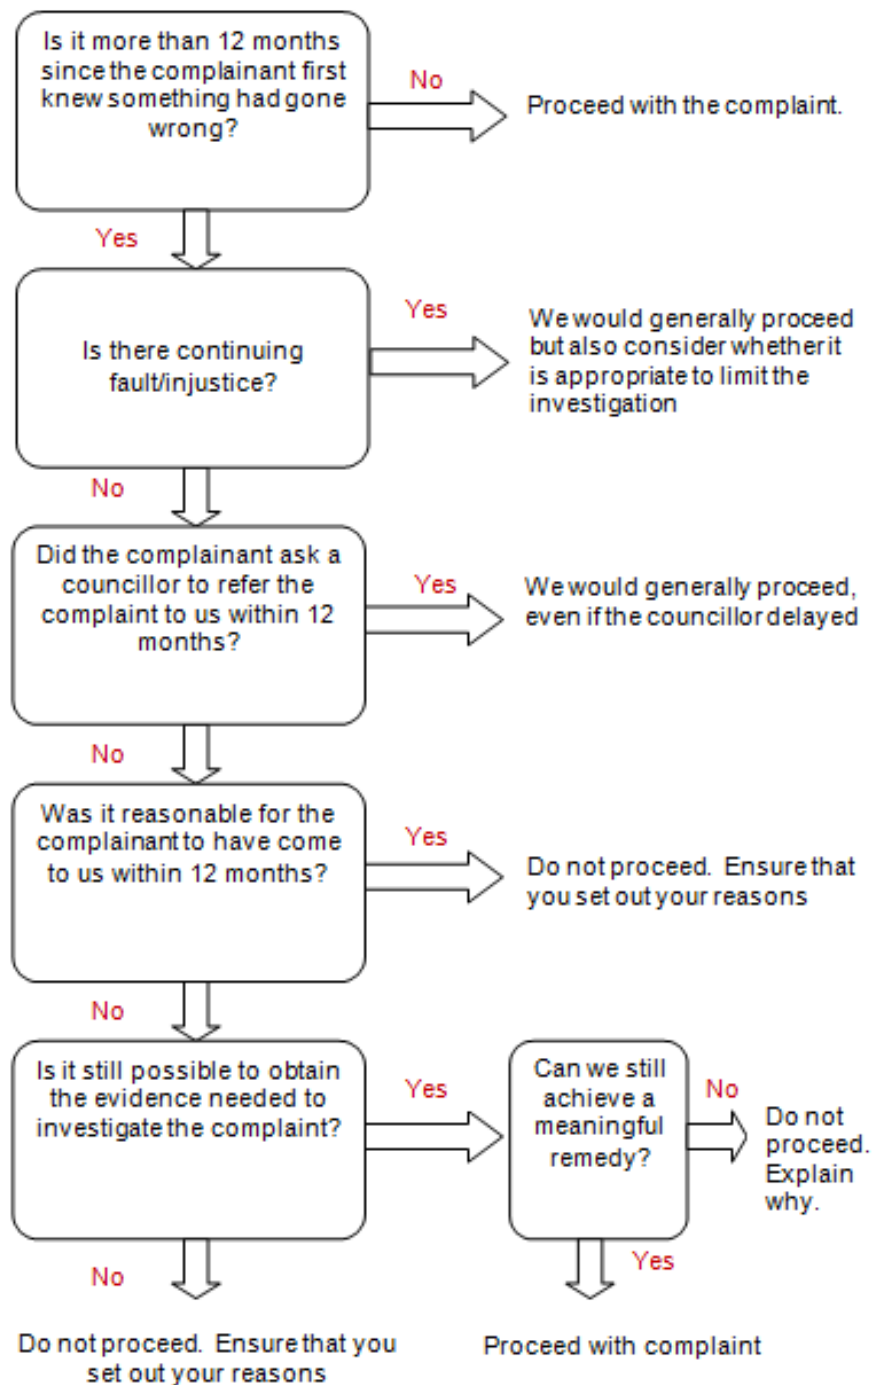 Is it more than 12 months
since the complainant first
knew something had gone
wrong?
No
Proceed with the complaint.
Yes
Is there continuing
fault/injustice?
Yes
We would generally proceed
but also consider whether it
is appropriate to limit the
investigation
No
Did the complainant ask a
councillor to refer the
complaint to us within 12
months?
Yes
We would generally proceed,
even if the councillor delayed
No
Was it reasonable for the
complainant to have come
to us within 12 months?
Yes
Do not proceed. Ensure that
you set out your reasons
No
Is it still possible to obtain
the evidence needed to
investigate the complaint?
Yes
Can we still
achieve a
meaningful
remedy?
No
Do not
proceed.
Explain
why.
No
Do not proceed. Ensure that you
set out your reasons
Yes
Proceed with complaint